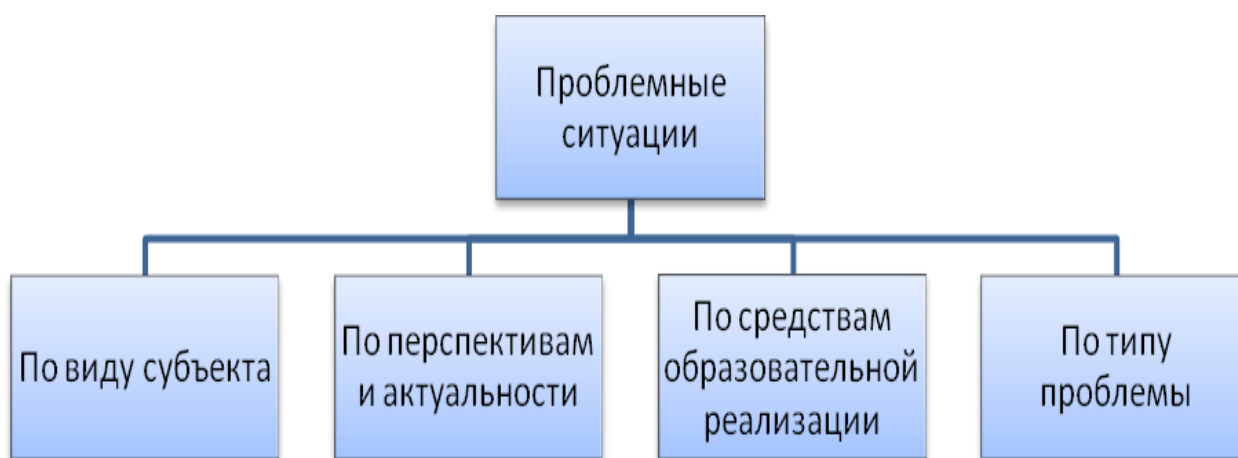 Проблемные
ситуации
По виду субъекта
По перспективам
и актуальности
По средствам
образовательной
реализации
По типу
проблемы